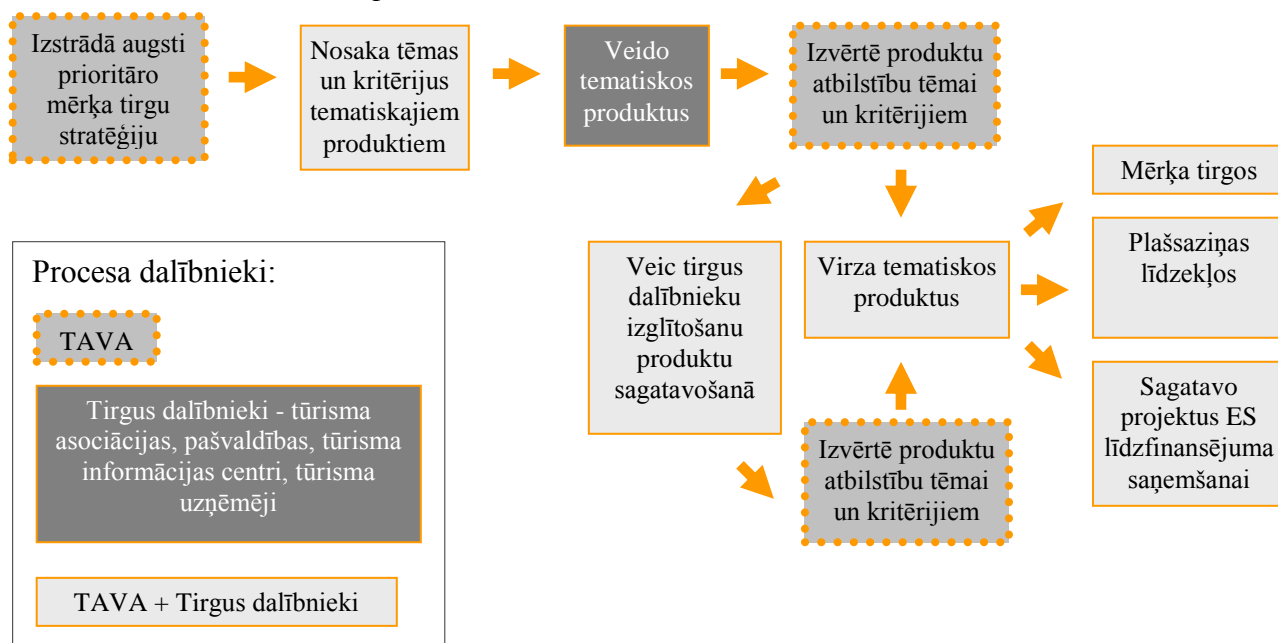 Izstrādā augsti
prioritāro
mērķa tirgu
stratēģiju
Nosaka tēmas
un kritērijus
tematiskajiem
produktiem
Veido
tematiskos
produktus
Izvērtē produktu
atbilstību tēmai
un kritērijiem
Veic tirgus
dalībnieku
izglītošanu
produktu
sagatavošanā
Virza tematiskos
produktus
Mērķa tirgos
Plašsaziņas
līdzekļos
Sagatavo
projektus ES
līdzfinansējuma
saņemšanai
Izvērtē produktu
atbilstību tēmai
un kritērijiem
Procesa dalībnieki:
TAVA
Tirgus dalībnieki - tūrisma
asociācijas, pašvaldības, tūrisma
informācijas centri, tūrisma
uzņēmēji
TAVA + Tirgus dalībnieki